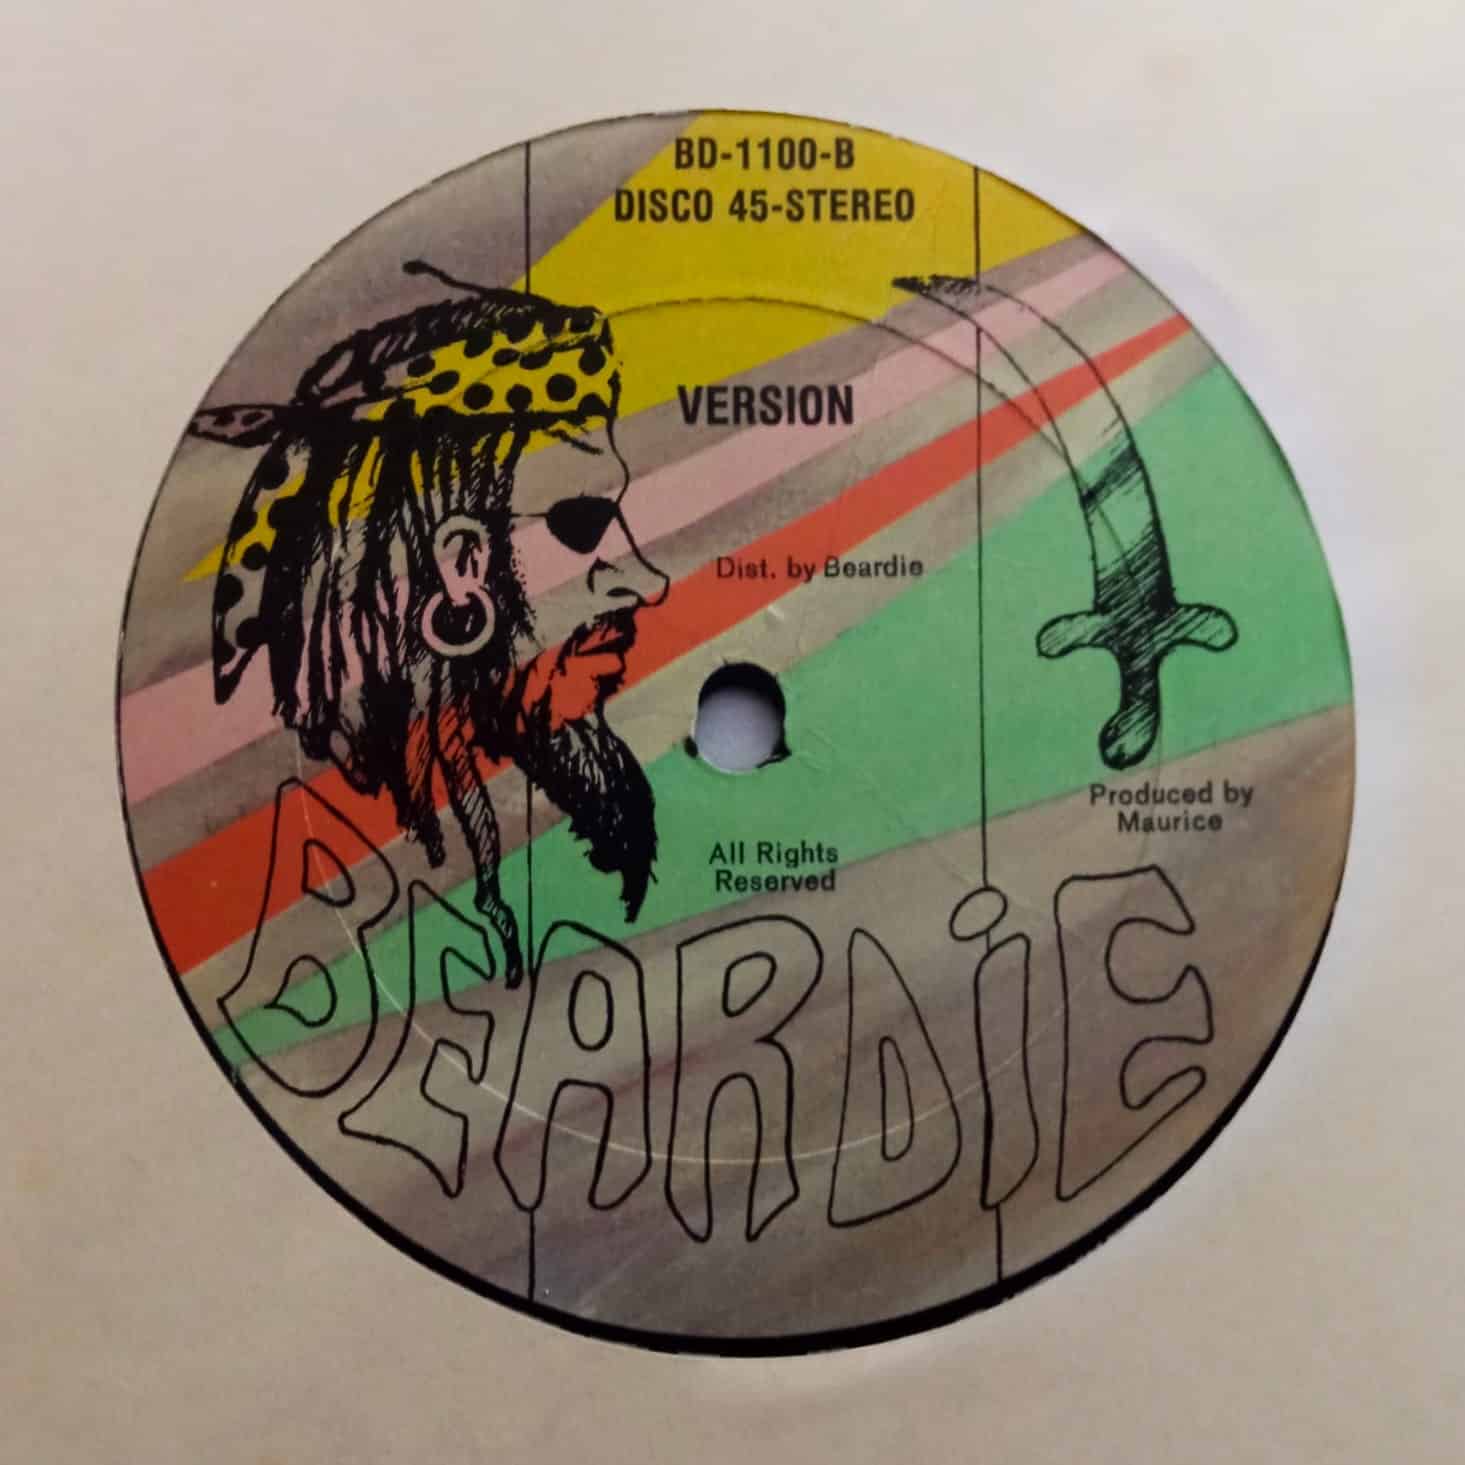 BD-1100-B
DISCO 45-STEREO
VERSION
Dist. by Beardie
Produced by
Maurice
All Rights
Reserved
BEARDiE